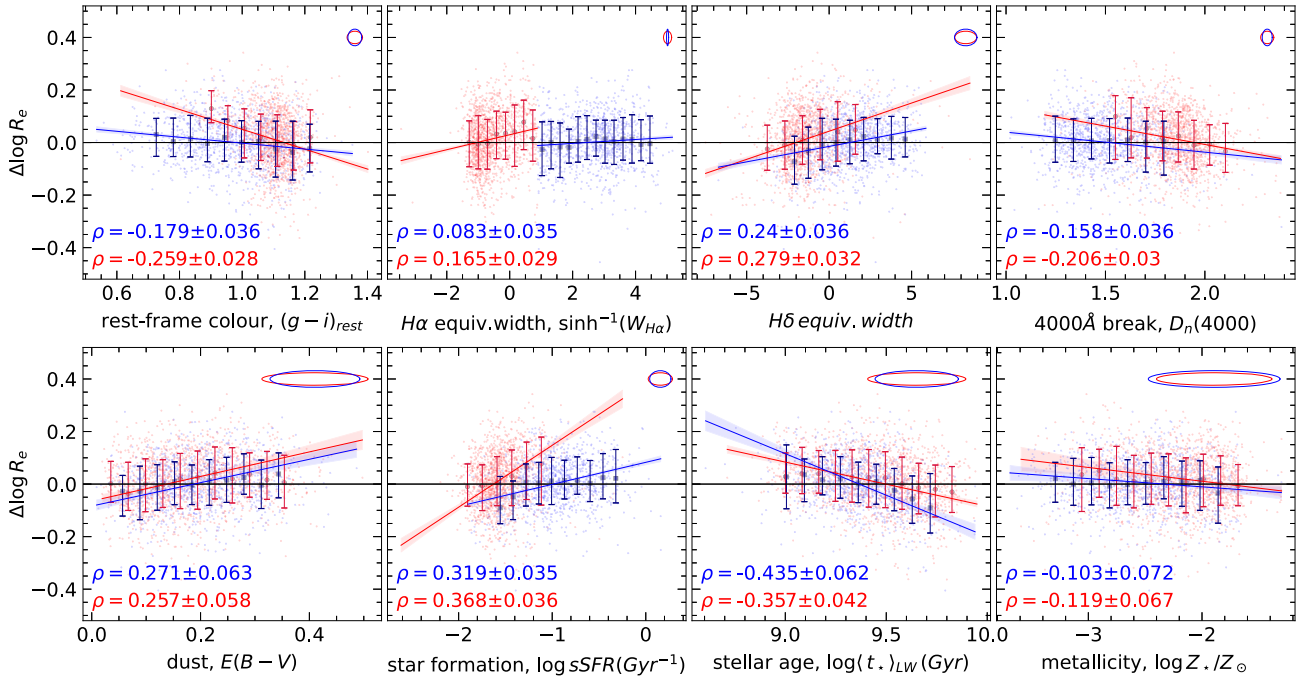 0.4
0.2
0.0
−0.2
−0.4
Δlog R_e
ρ = -0.179±0.036
ρ = -0.259±0.028
0.6 0.8 1.0 1.2 1.4
rest-frame colour, (g − i)_rest
ρ = 0.083±0.035
ρ = 0.165±0.029
−2 0 2 4
Hα equiv.width, sinh⁻¹(W_Hα)
ρ = 0.24±0.036
ρ = 0.279±0.032
−5 0 5
Hδ equiv. width
ρ = -0.158±0.036
ρ = -0.206±0.03
1.0 1.5 2.0
4000Å break, D_n(4000)
0.4
0.2
0.0
−0.2
−0.4
Δlog R_e
ρ = 0.271±0.063
ρ = 0.257±0.058
0.0 0.2 0.4
dust, E(B − V)
ρ = 0.319±0.035
ρ = 0.368±0.036
−2 −1 0
star formation, log sSFR(Gyr⁻¹)
ρ = -0.435±0.062
ρ = -0.357±0.042
9.0 9.5 10.0
stellar age, log⟨t⋆⟩_LW(Gyr)
ρ = -0.103±0.072
ρ = -0.119±0.067
−3 −2
metallicity, log Z⋆/Z⊙